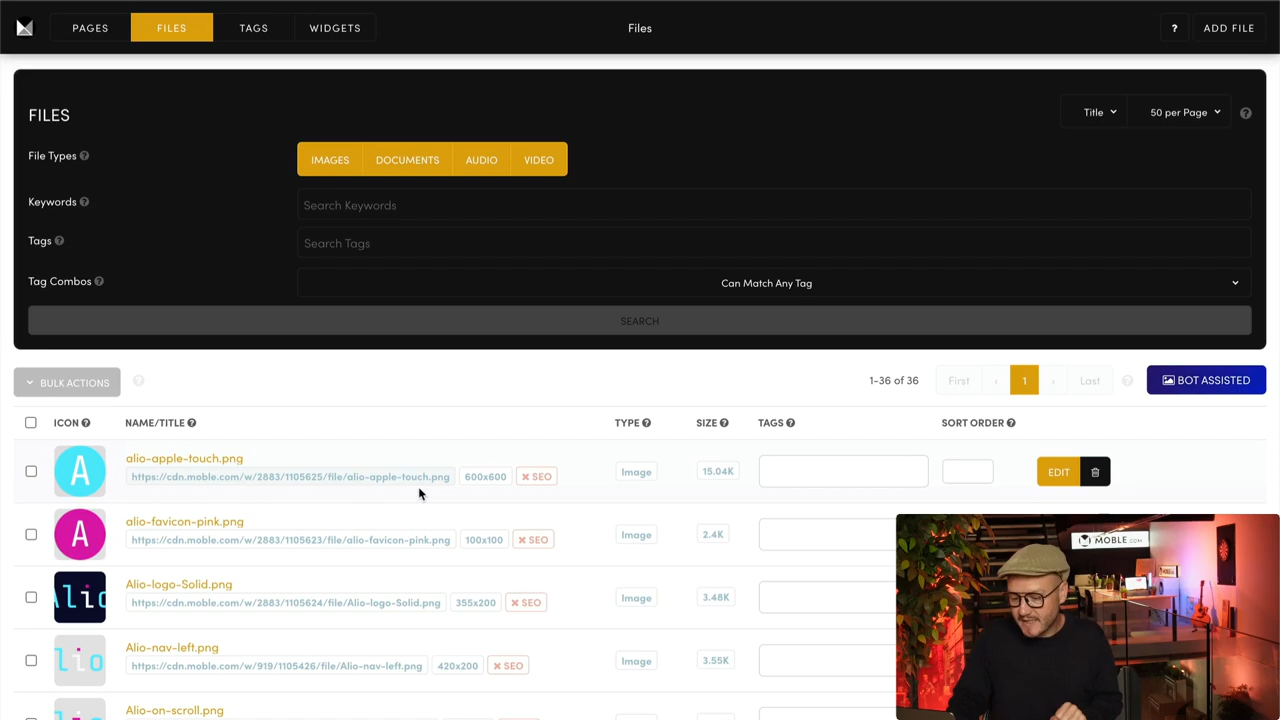 PAGES FILES TAGS WIDGETS Files ? ADD FILE
FILES Title 50 per Page ?
File Types ? IMAGES DOCUMENTS AUDIO VIDEO
Keywords ? Search Keywords
Tags ? Search Tags
Tag Combos ? Can Match Any Tag
SEARCH
BULK ACTIONS ? 1-36 of 36 First ‹ 1 › Last ? BOT ASSISTED
ICON ? NAME/TITLE ? TYPE ? SIZE ? TAGS ? SORT ORDER ?
A alio-apple-touch.png
https://cdn.moble.com/w/2883/1105625/file/alio-apple-touch.png 600x600 SEO Image 15.04K EDIT
A alio-favicon-pink.png
https://cdn.moble.com/w/2883/1105623/file/alio-favicon-pink.png 100x100 SEO Image 2.4K
Alio-logo-Solid.png
https://cdn.moble.com/w/2883/1105624/file/Alio-logo-Solid.png 355x200 SEO Image 3.48K
Alio-nav-left.png
https://cdn.moble.com/w/919/1105426/file/Alio-nav-left.png 420x200 SEO Image 3.55K
Alio-on-scroll.png
MOBLE.COM